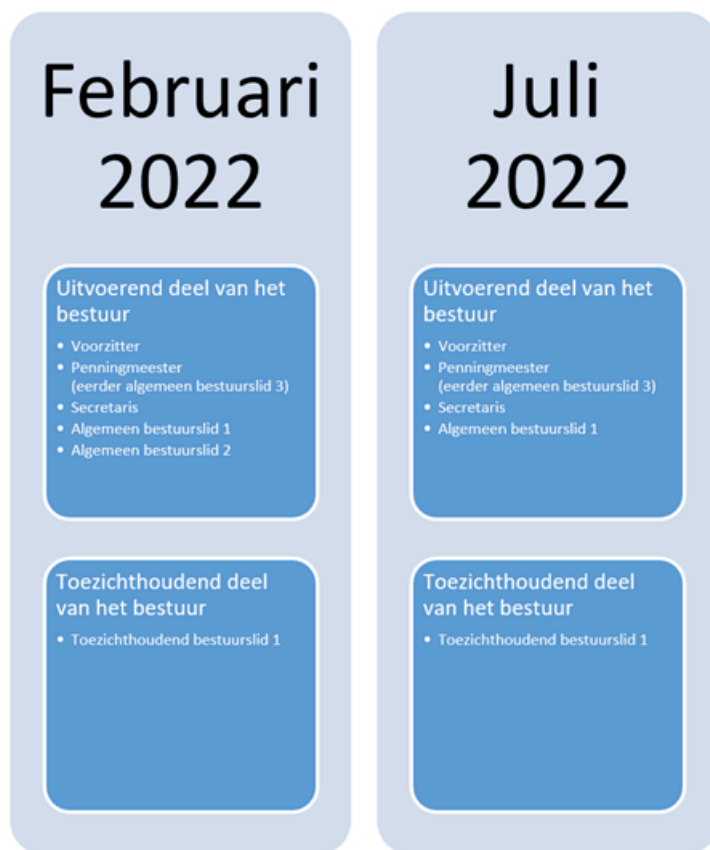 Februari
2022
Uitvoerend deel van het
bestuur
• Voorzitter
• Penningmeester
(eerder algemeen bestuurslid 3)
• Secretaris
• Algemeen bestuurslid 1
• Algemeen bestuurslid 2
Toezichthoudend deel
van het bestuur
• Toezichthoudend bestuurslid 1
Juli
2022
Uitvoerend deel van het
bestuur
• Voorzitter
• Penningmeester
(eerder algemeen bestuurslid 3)
• Secretaris
• Algemeen bestuurslid 1
Toezichthoudend deel
van het bestuur
• Toezichthoudend bestuurslid 1